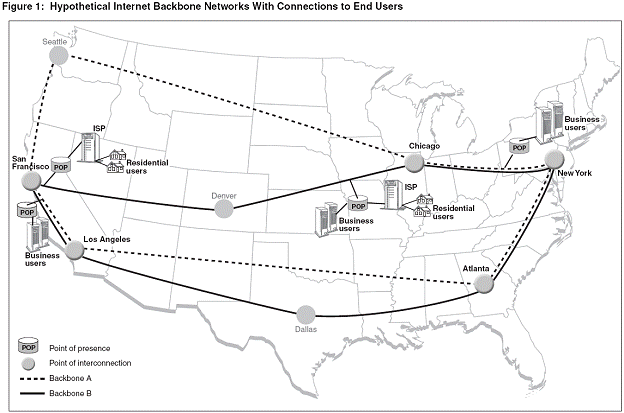 Figure 1: Hypothetical Internet Backbone Networks With Connections to End Users
Seattle
ISP
San
Francisco
POP
Residential
users
POP
Business
users
Los Angeles
Denver
Chicago
POP
Business
users
New York
ISP
POP
Residential
users
Business
users
Atlanta
Dallas
POP
Point of presence
Point of interconnection
Backbone A
Backbone B